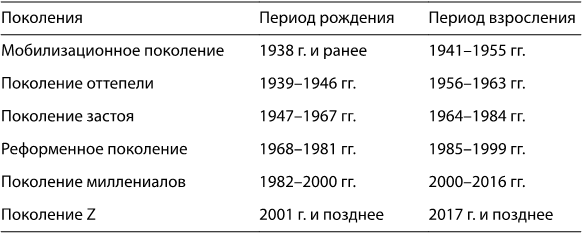 Поколения Период рождения Период взросления
Мобилизационное поколение 1938 г. и ранее 1941–1955 гг.
Поколение оттепели 1939–1946 гг. 1956–1963 гг.
Поколение застоя 1947–1967 гг. 1964–1984 гг.
Реформенное поколение 1968–1981 гг. 1985–1999 гг.
Поколение миллениалов 1982–2000 гг. 2000–2016 гг.
Поколение Z 2001 г. и позднее 2017 г. и позднее